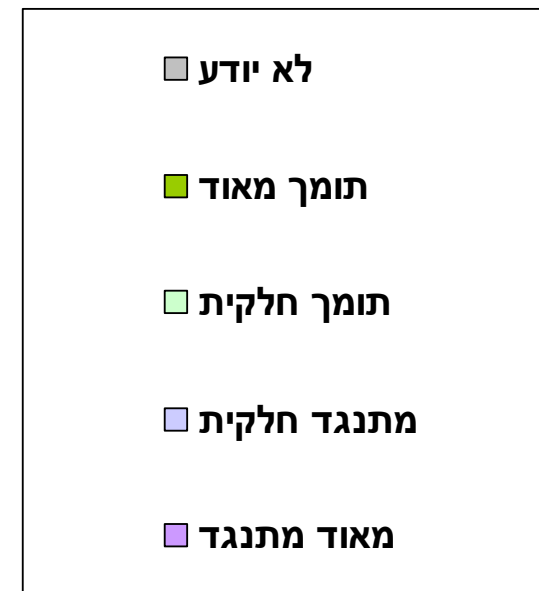 לא יודע
תומך מאוד
תומך חלקית
מתנגד חלקית
מאוד מתנגד